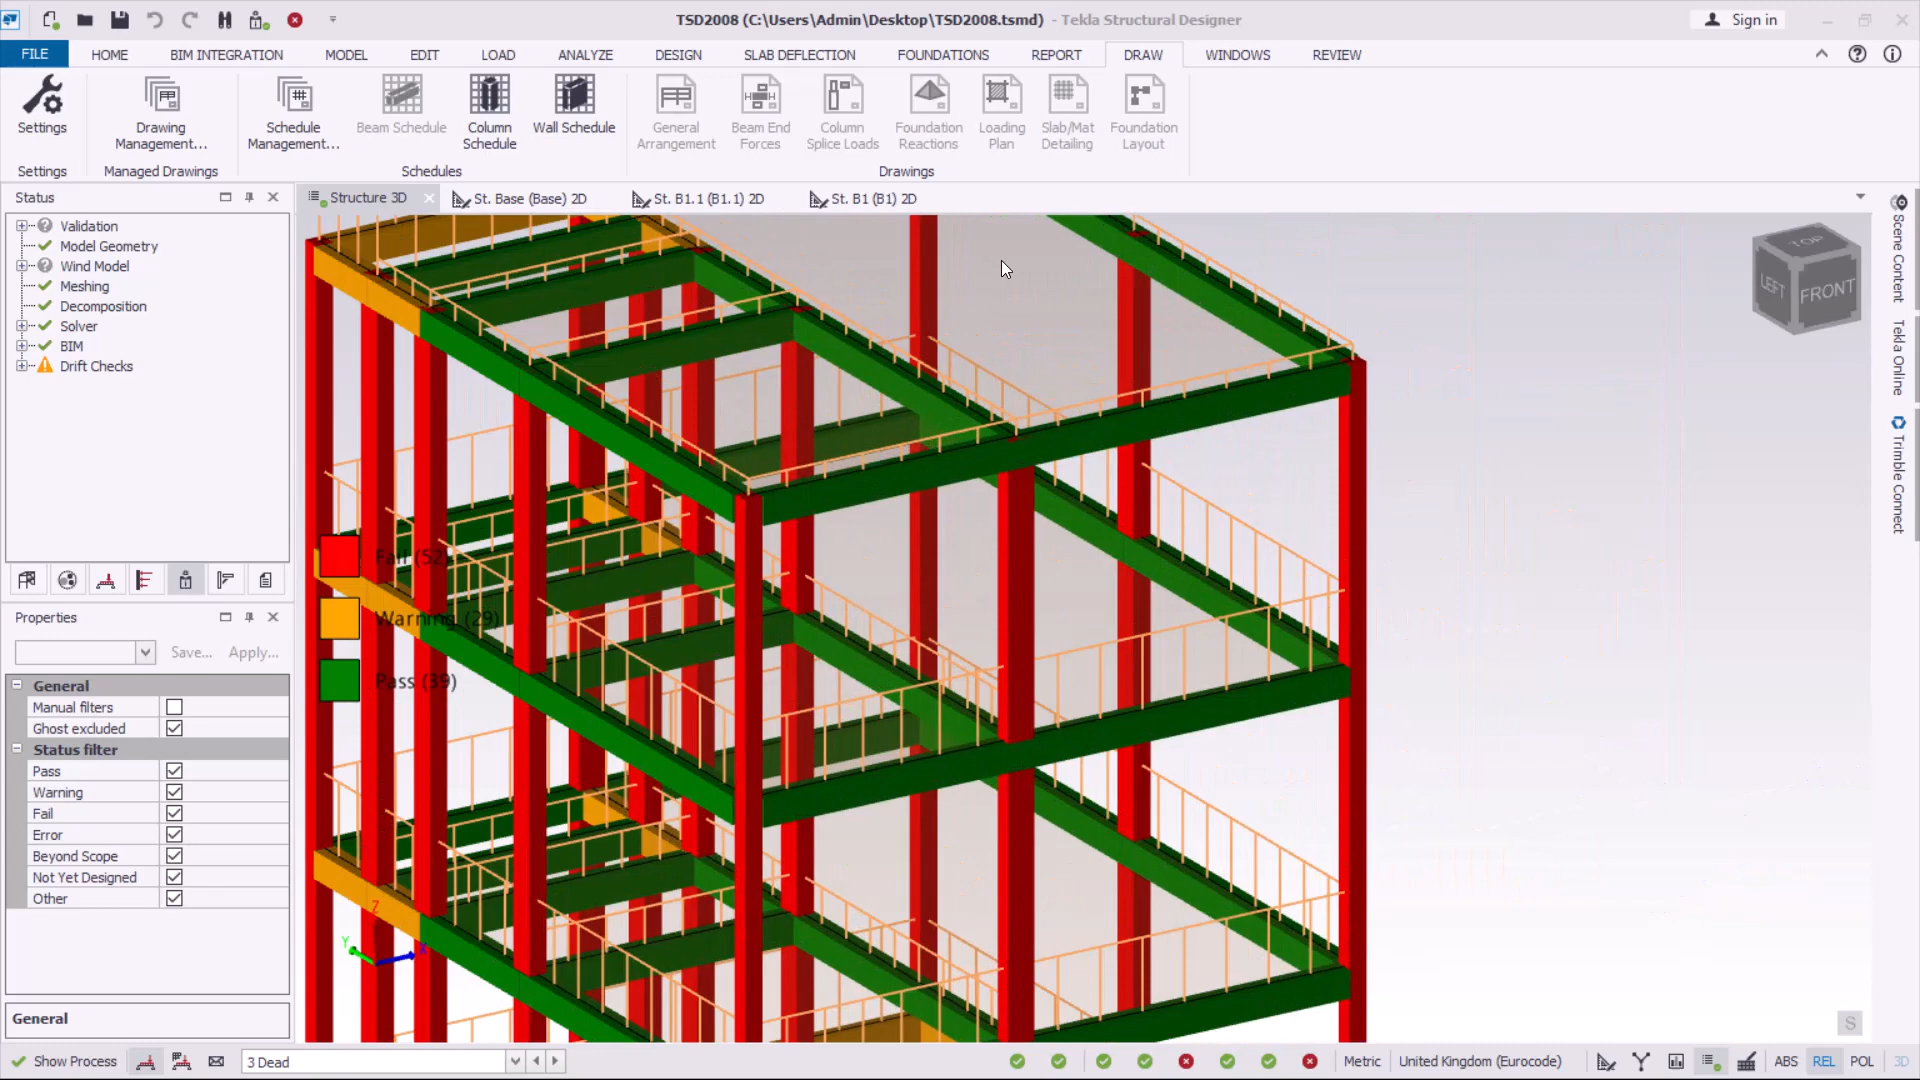 TSD2008 (C:\Users\Admin\Desktop\TSD2008.tsmd) - Tekla Structural Designer
Sign in
FILE HOME BIM INTEGRATION MODEL EDIT LOAD ANALYZE DESIGN SLAB DEFLECTION FOUNDATIONS REPORT DRAW WINDOWS REVIEW
Settings
Drawing Management...
Schedule Management...
Beam Schedule
Column Schedule
Wall Schedule
General Arrangement
Beam End Forces
Column Splice Loads
Foundation Reactions
Loading Plan
Slab/Mat Detailing
Foundation Layout
Settings Managed Drawings Schedules Drawings
Status
Structure 3D St. Base (Base) 2D St. B1.1 (B1.1) 2D St. B1 (B1) 2D
Validation
Model Geometry
Wind Model
Meshing
Decomposition
Solver
BIM
Drift Checks
TOP
LEFT
FRONT
Scene Content
Tekla Online
Trimble Connect
Fail (52)
Warning (29)
Pass (39)
Z
Y
X
Properties
Save... Apply...
General
Manual filters
Ghost excluded
Status filter
Pass
Warning
Fail
Error
Beyond Scope
Not Yet Designed
Other
General
S
Show Process 3 Dead Metric United Kingdom (Eurocode) ABS REL POL 3D